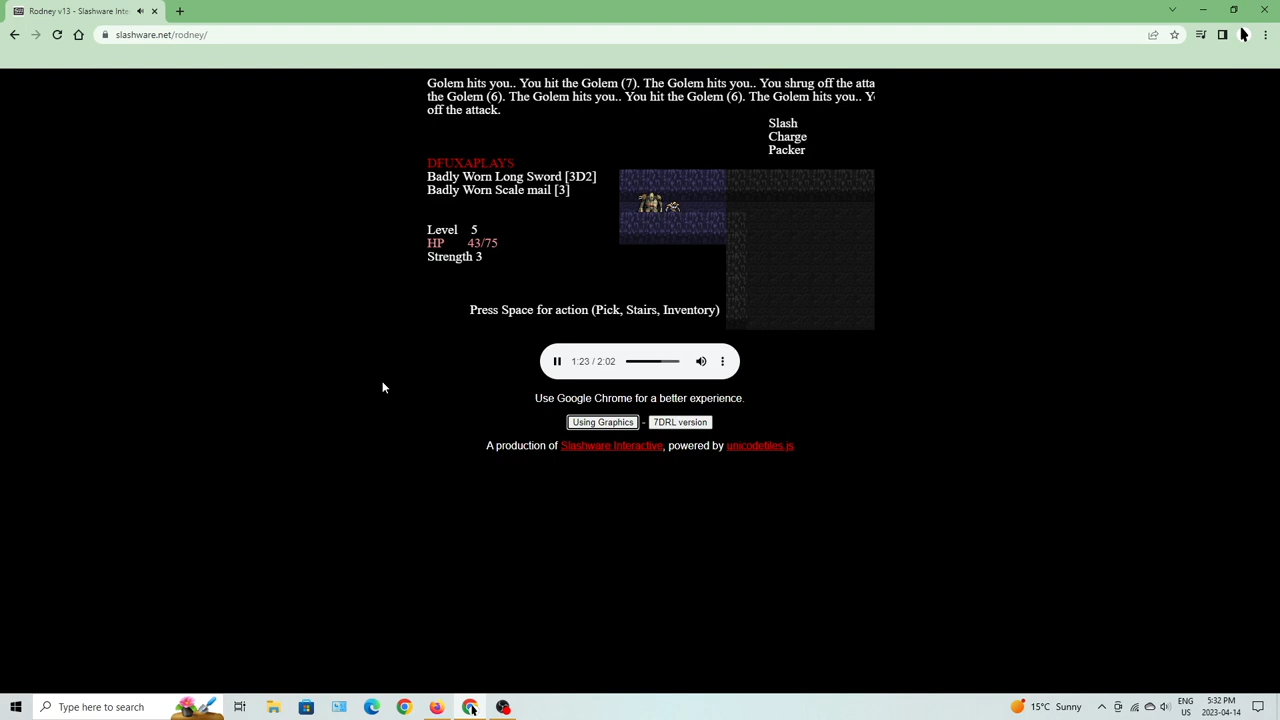 Rodney v13 - Slashware Inte
slashware.net/rodney/
Golem hits you.. You hit the Golem (7). The Golem hits you.. You shrug off the atta
the Golem (6). The Golem hits you.. You hit the Golem (6). The Golem hits you.. Y
off the attack.
Slash
Charge
Packer
DFUXAPLAYS
Badly Worn Long Sword [3D2]
Badly Worn Scale mail [3]
Level 5
HP 43/75
Strength 3
Press Space for action (Pick, Stairs, Inventory)
1:23 / 2:02
Use Google Chrome for a better experience.
Using Graphics - 7DRL version
A production of Slashware Interactive, powered by unicodetiles.js
Type here to search
15°C Sunny
ENG
US
5:32 PM
2023-04-14